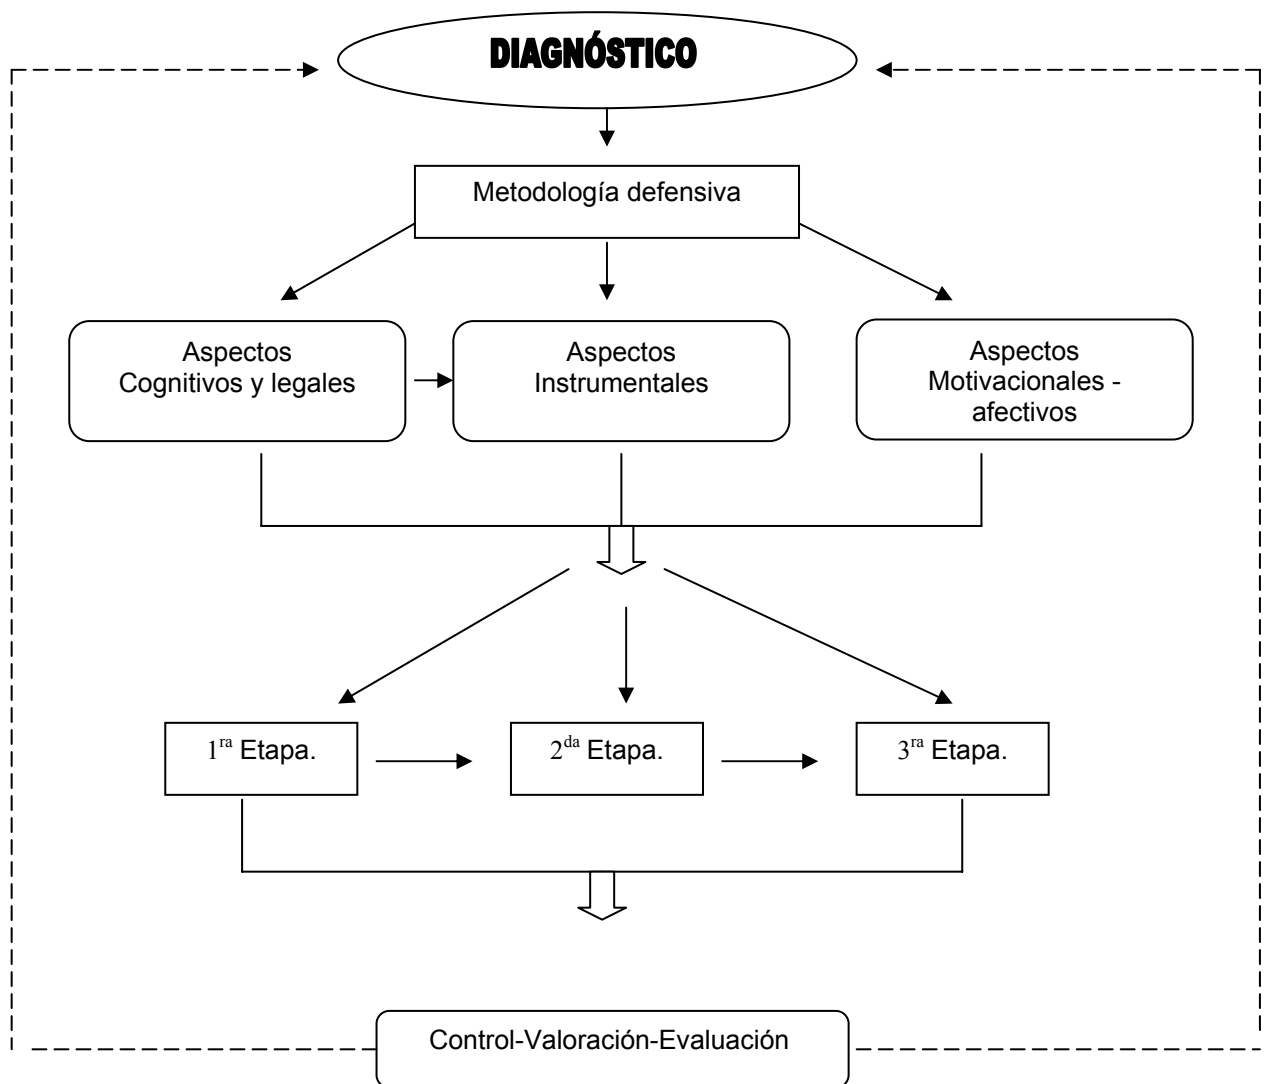 DIAGNÓSTICO
Metodología defensiva
Aspectos
Cognitivos y legales
Aspectos
Instrumentales
Aspectos
Motivacionales -
afectivos
1ra Etapa.
2da Etapa.
3ra Etapa.
Control-Valoración-Evaluación